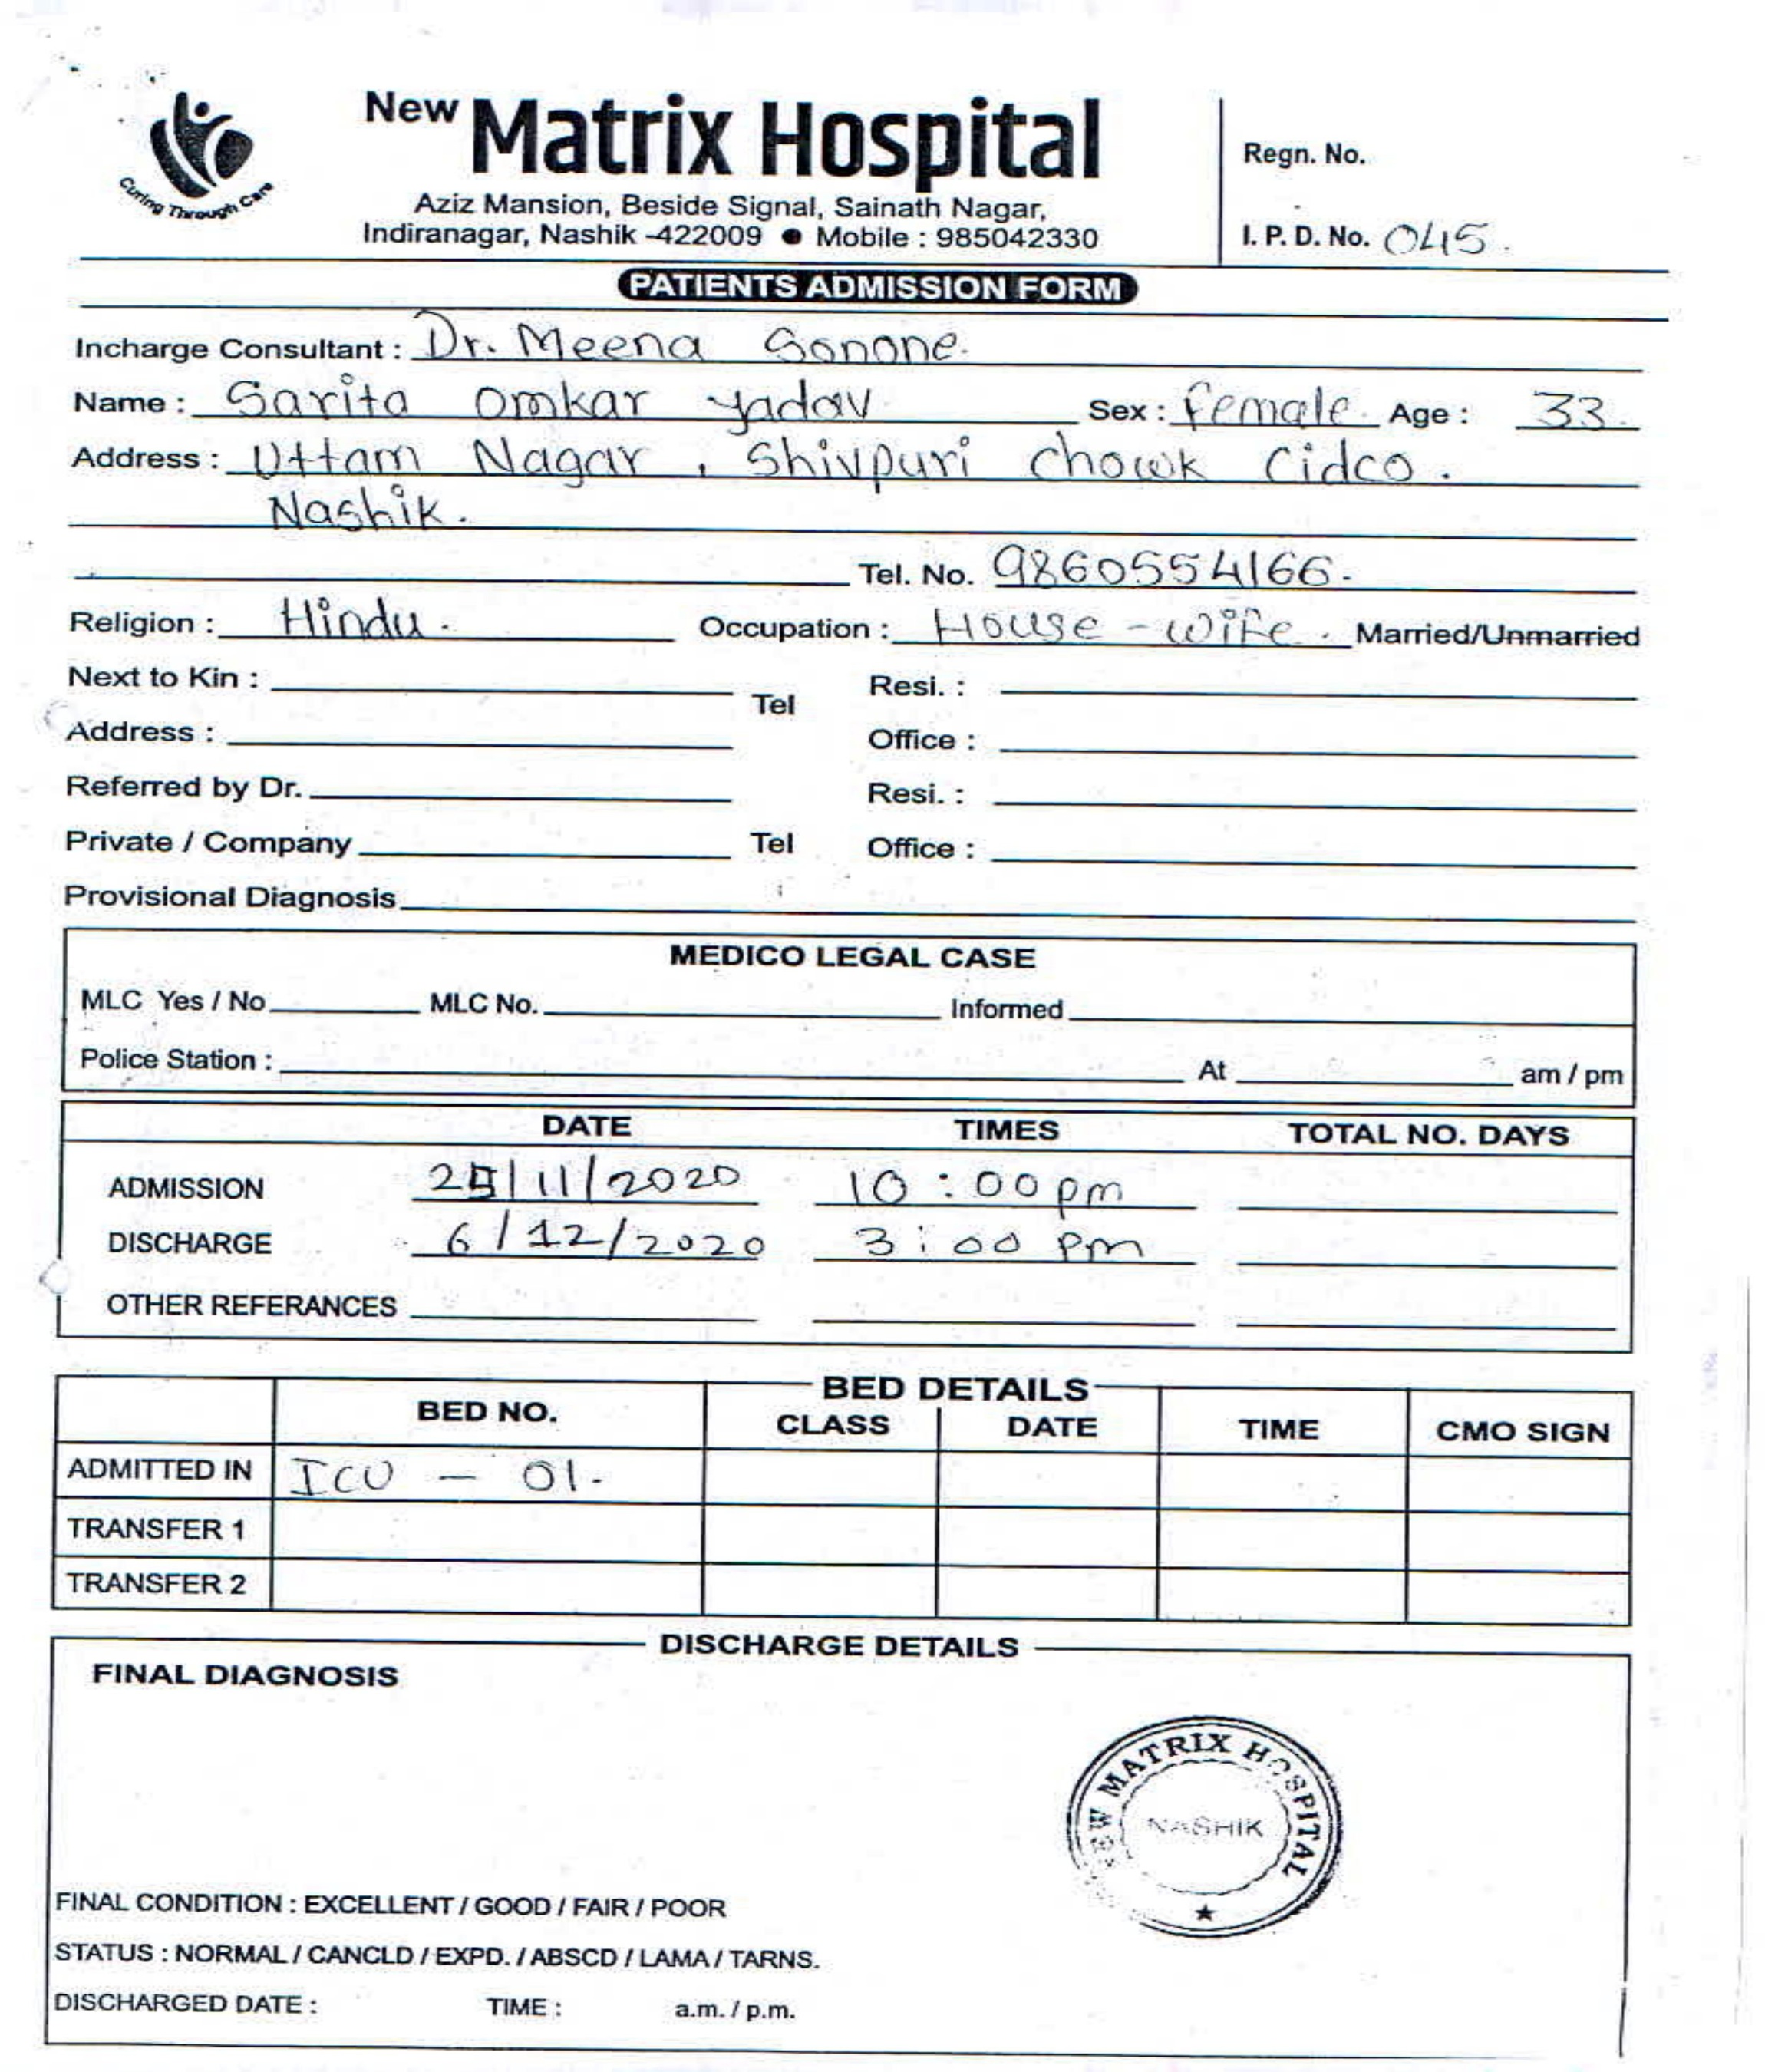 New Matrix Hospital
Curing Through Care
Aziz Mansion, Beside Signal, Sainath Nagar,
Indiranagar, Nashik -422009 ● Mobile : 985042330
Regn. No.
I. P. D. No. 045.
PATIENTS ADMISSION FORM
Incharge Consultant : Dr. Meena Sonone.
Name : Sarita Omkar Yadav Sex : Female. Age : 33.
Address : Uttam Nagar, Shivpuri Chowk Cidco.
Nashik.
Tel. No. 9860554166.
Religion : Hindu. Occupation : House-wife. Married/Unmarried
Next to Kin : Tel Resi. :
Address : Office :
Referred by Dr. Resi. :
Private / Company Tel Office :
Provisional Diagnosis
MEDICO LEGAL CASE
MLC Yes / No MLC No. Informed
Police Station : At am / pm
DATE TIMES TOTAL NO. DAYS
ADMISSION 25/11/2020 10:00 pm
DISCHARGE 6/12/2020 3:00 pm
OTHER REFERANCES
BED DETAILS
BED NO. CLASS DATE TIME CMO SIGN
ADMITTED IN ICU - 01.
TRANSFER 1
TRANSFER 2
DISCHARGE DETAILS
FINAL DIAGNOSIS
NEW MATRIX HOSPITAL
NASHIK
FINAL CONDITION : EXCELLENT / GOOD / FAIR / POOR
STATUS : NORMAL / CANCLD / EXPD. / ABSCD / LAMA / TARNS.
DISCHARGED DATE : TIME : a.m. / p.m.